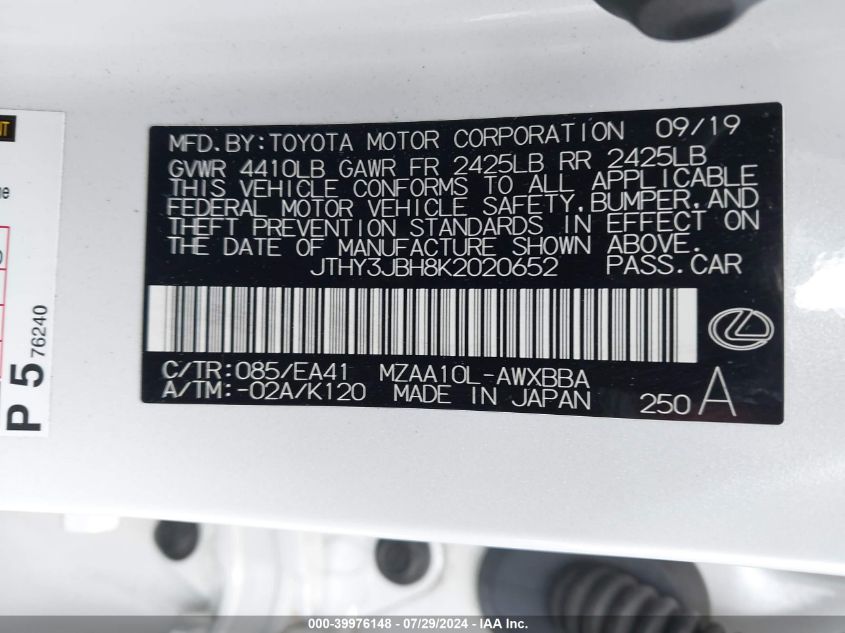 MFD.BY:TOYOTA MOTOR CORPORATION 09/19
GVWR 4410LB GAWR FR 2425LB RR 2425LB
THIS VEHICLE CONFORMS TO ALL APPLICABLE
FEDERAL MOTOR VEHICLE SAFETY,BUMPER,AND
THEFT PREVENTION STANDARDS IN EFFECT ON
THE DATE OF MANUFACTURE SHOWN ABOVE.
JTHY3JBH8K2020652 PASS.CAR
C/TR:085/EA41 MZAA10L-AWXBBA
A/TM:-02A/K120 MADE IN JAPAN 250 A
P 5 76240
000-39976148 - 07/29/2024 - IAA Inc.